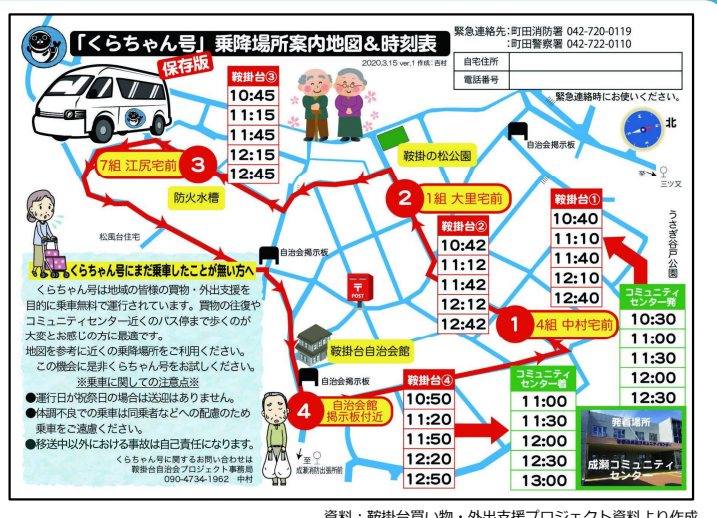 「くらちゃん号」乗降場所案内地図＆時刻表
保存版
2020.3.15 ver,1 作成：吉村
緊急連絡先：町田消防署 042-720-0119
：町田警察署 042-722-0110
自宅住所
電話番号
緊急連絡時にお使いください。
北
鞍掛台③
10:45
11:15
11:45
12:15
12:45
7組 江尻宅前
3
防火水槽
松風台住宅
鞍掛の松公園
自治会掲示板
至
三ツ又
うさぎ谷戸公園
2
1組 大里宅前
鞍掛台②
10:42
11:12
11:42
12:12
12:42
鞍掛台①
10:40
11:10
11:40
12:10
12:40
コミュニティ
センター発
10:30
11:00
11:30
12:00
12:30
1
4組 中村宅前
自治会掲示板
〒
POST
鞍掛台自治会館
自治会掲示板
4
自治会館
掲示板付近
至
成瀬消防出張所前
鞍掛台④
10:50
11:20
11:50
12:20
12:50
コミュニティ
センター着
11:00
11:30
12:00
12:30
13:00
発着場所
成瀬コミュニティ
センター
くらちゃん号にまだ乗車したことが無い方へ
くらちゃん号は地域の皆様の買物・外出支援を
目的に乗車無料で運行されています。買物の往復や
コミュニティセンター近くのバス停まで歩くのが
大変とお感じの方に最適です。
地図を参考に近くの乗降場所をご利用ください。
この機会に是非くらちゃん号をお試しください。
※乗車に関しての注意点※
●運行日が祝祭日の場合は送迎はありません。
●体調不良での乗車は同乗者などへの配慮のため
乗車をご遠慮ください。
●移送中以外における事故は自己責任になります。
くらちゃん号に関するお問い合わせは
鞍掛台自治会プロジェクト事務局
090-4734-1962 中村
資料：鞍掛台買い物・外出支援プロジェクト資料より作成